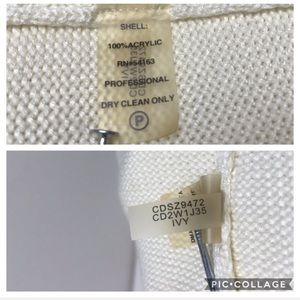 SHELL:
100% ACRYLIC
RN#54163
PROFESSIONAL
DRY CLEAN ONLY
P
CDSZ9472
CD2W1J35
IVY
PIC•COLLAGE